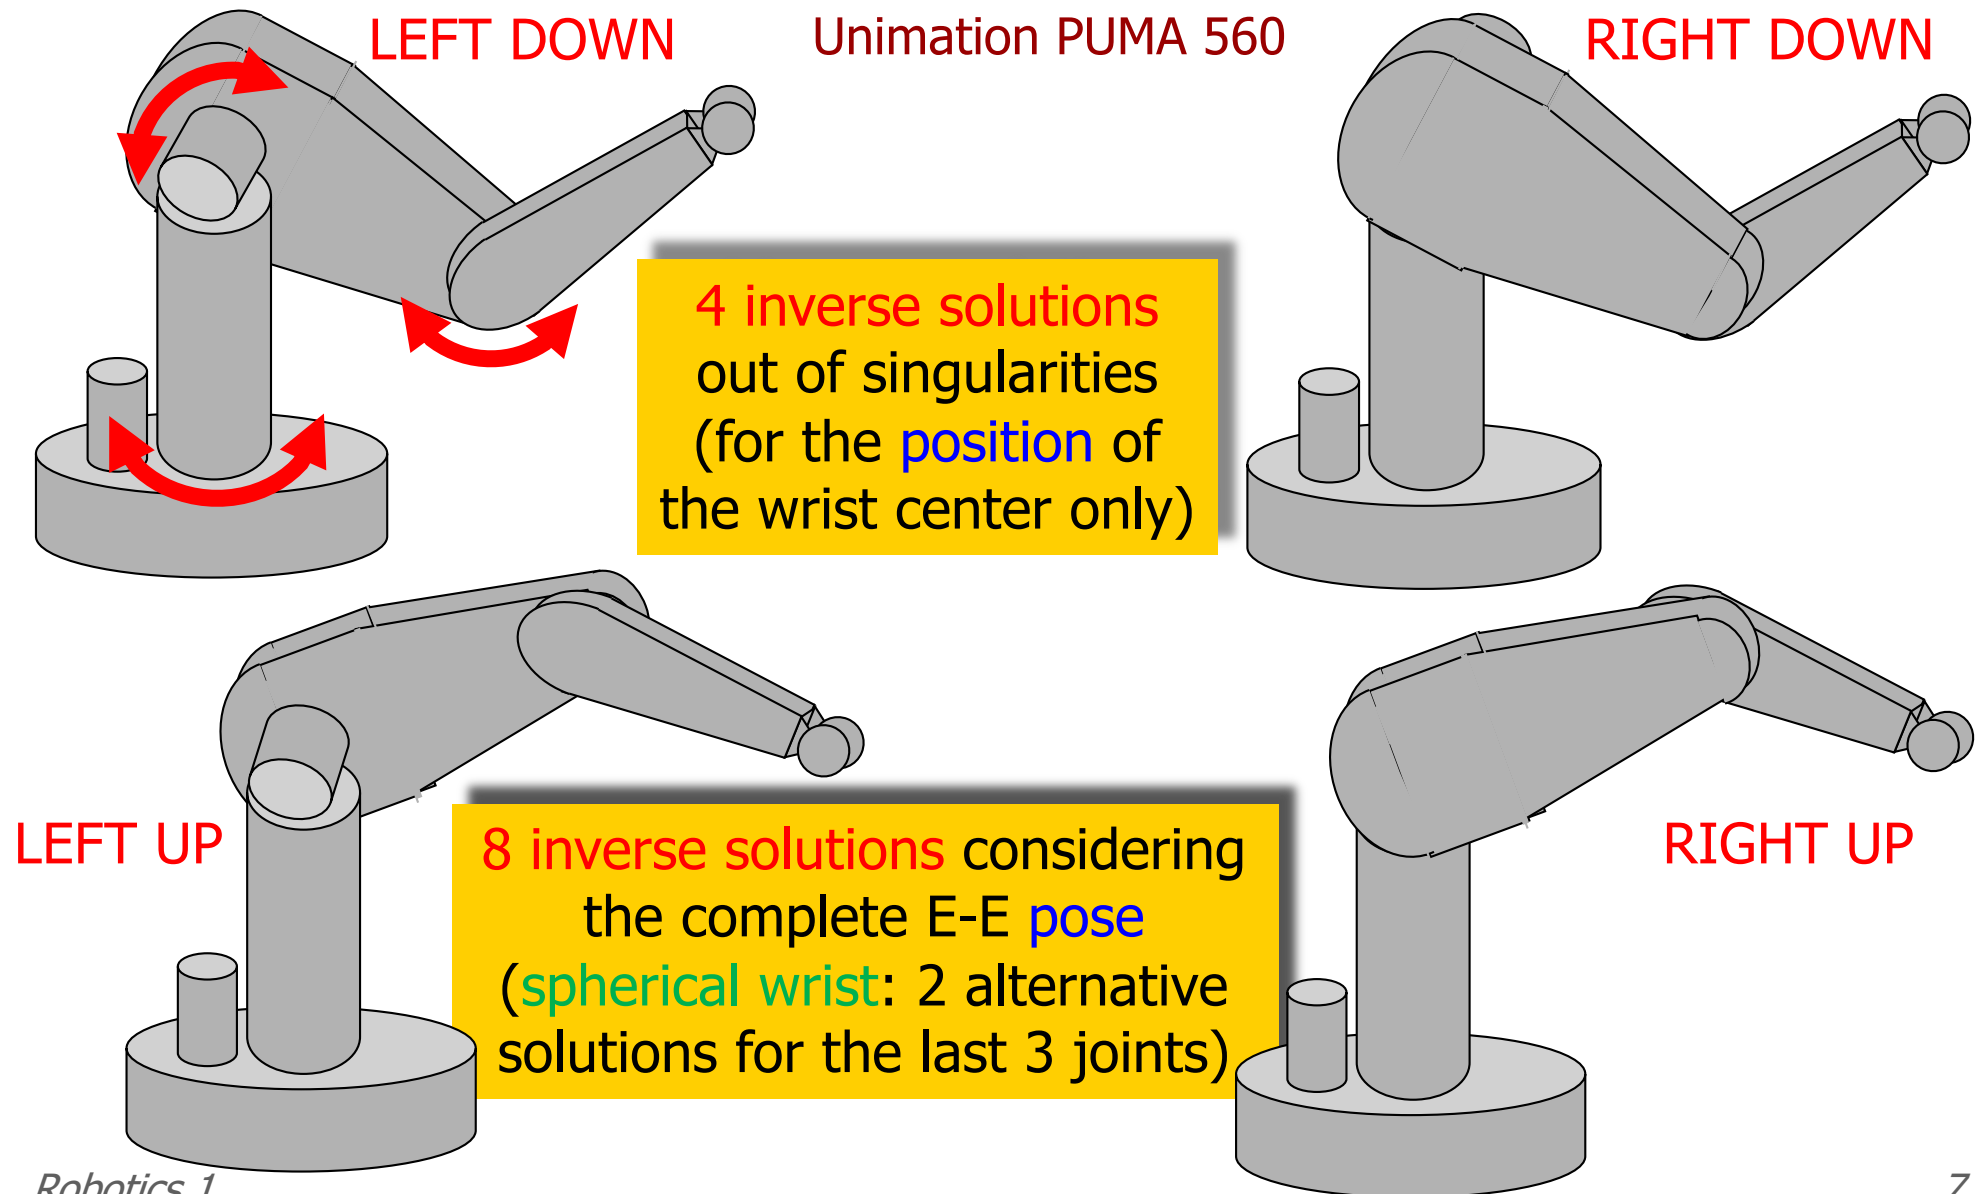 LEFT DOWN
Unimation PUMA 560
RIGHT DOWN
4 inverse solutions
out of singularities
(for the position of
the wrist center only)
LEFT UP
8 inverse solutions considering
the complete E-E pose
(spherical wrist: 2 alternative
solutions for the last 3 joints)
RIGHT UP
Robotics 1
7